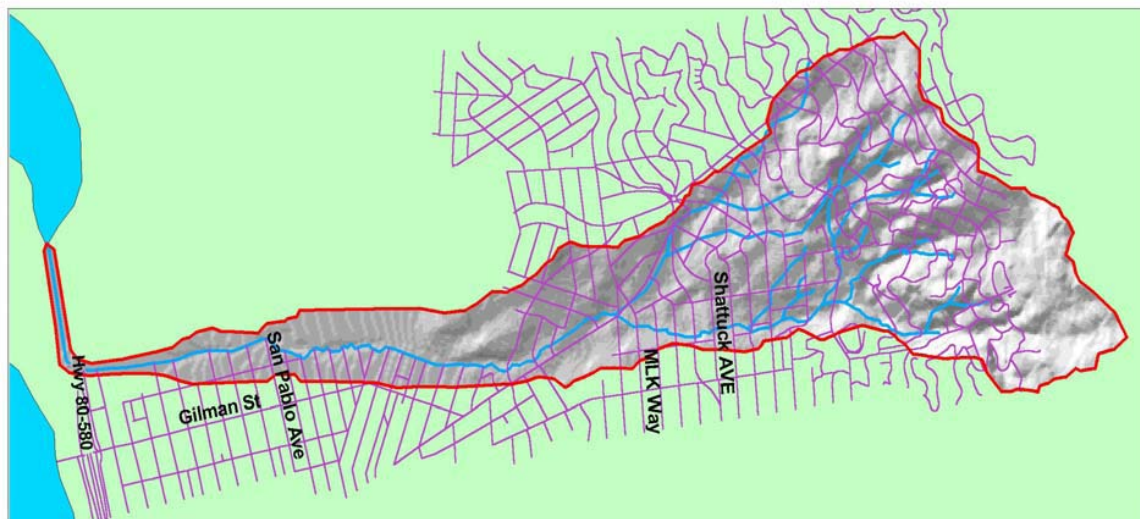 Hwy 80-580
Gilman St
San Pablo Ave
MLK Way
Shattuck AVE